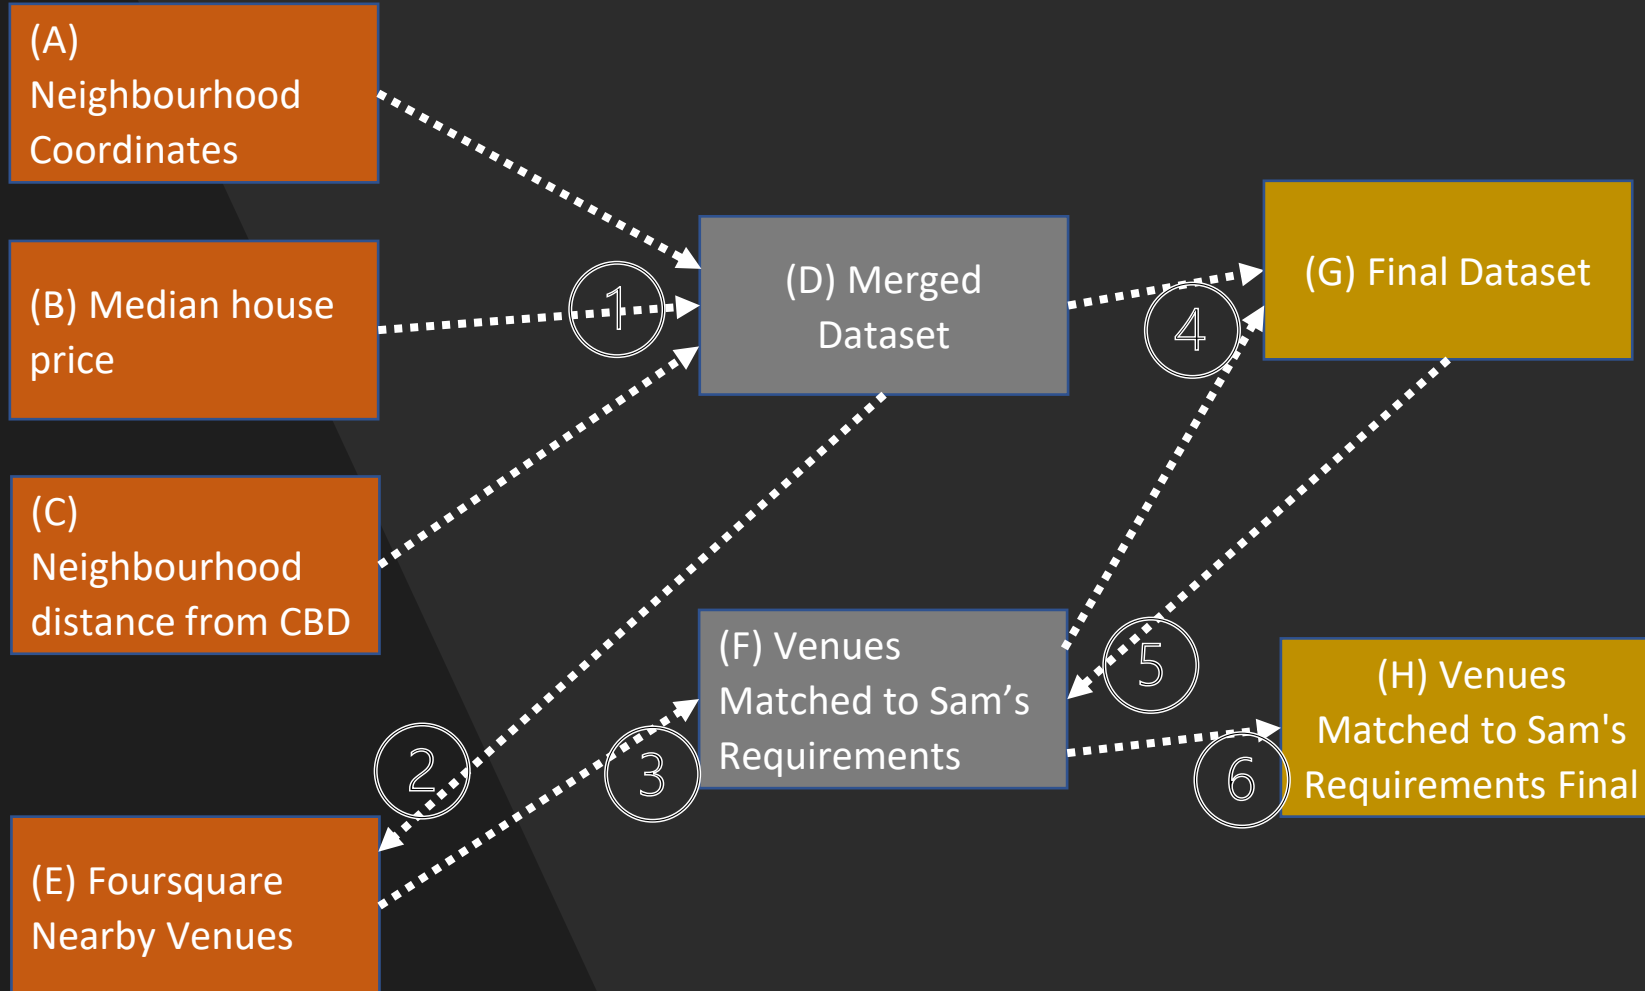 (A)
Neighbourhood
Coordinates
(B) Median house
price
(C)
Neighbourhood
distance from CBD
(E) Foursquare
Nearby Venues
1
2
3
(D) Merged
Dataset
(F) Venues
Matched to Sam’s
Requirements
4
5
6
(G) Final Dataset
(H) Venues
Matched to Sam's
Requirements Final